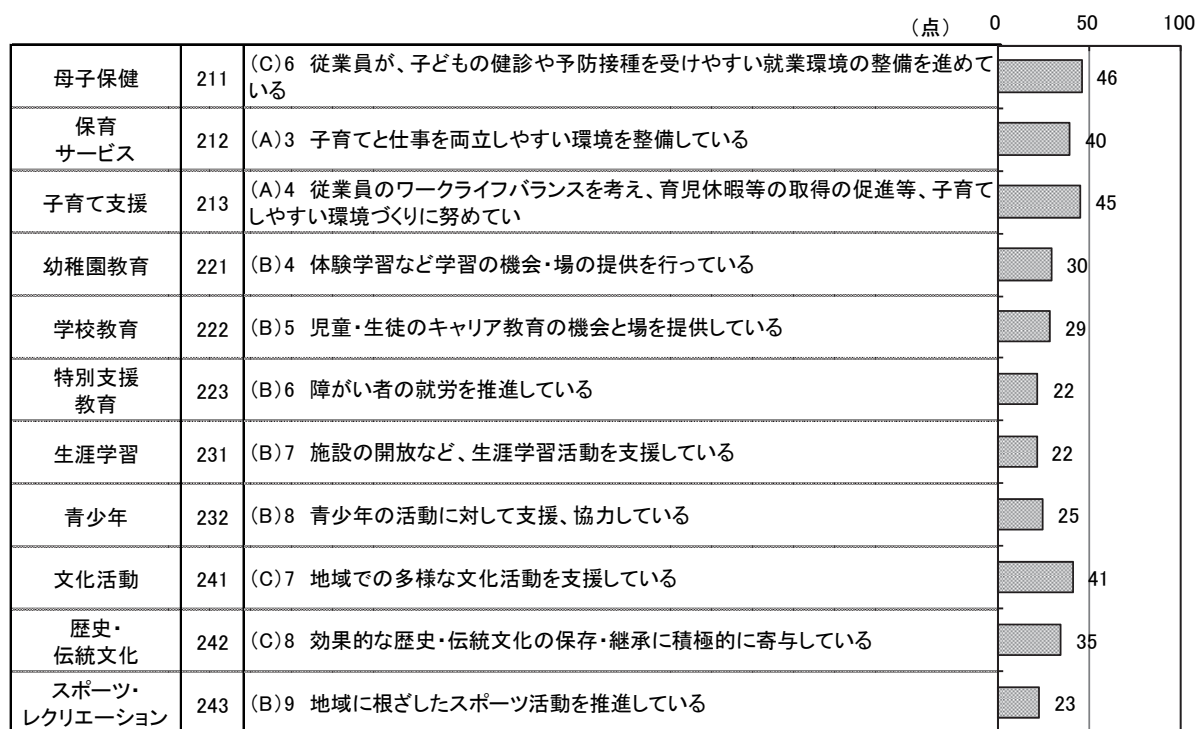 （点） 0 50 100
母子保健 211 （C）6 従業員が、子どもの健診や予防接種を受けやすい就業環境の整備を進めて
いる 46
保育
サービス 212 （A）3 子育てと仕事を両立しやすい環境を整備している 40
子育て支援 213 （A）4 従業員のワークライフバランスを考え、育児休暇等の取得の促進等、子育て
しやすい環境づくりに努めてい 45
幼稚園教育 221 （B）4 体験学習など学習の機会・場の提供を行っている 30
学校教育 222 （B）5 児童・生徒のキャリア教育の機会と場を提供している 29
特別支援
教育 223 （B）6 障がい者の就労を推進している 22
生涯学習 231 （B）7 施設の開放など、生涯学習活動を支援している 22
青少年 232 （B）8 青少年の活動に対して支援、協力している 25
文化活動 241 （C）7 地域での多様な文化活動を支援している 41
歴史・
伝統文化 242 （C）8 効果的な歴史・伝統文化の保存・継承に積極的に寄与している 35
スポーツ・
レクリエーション 243 （B）9 地域に根ざしたスポーツ活動を推進している 23